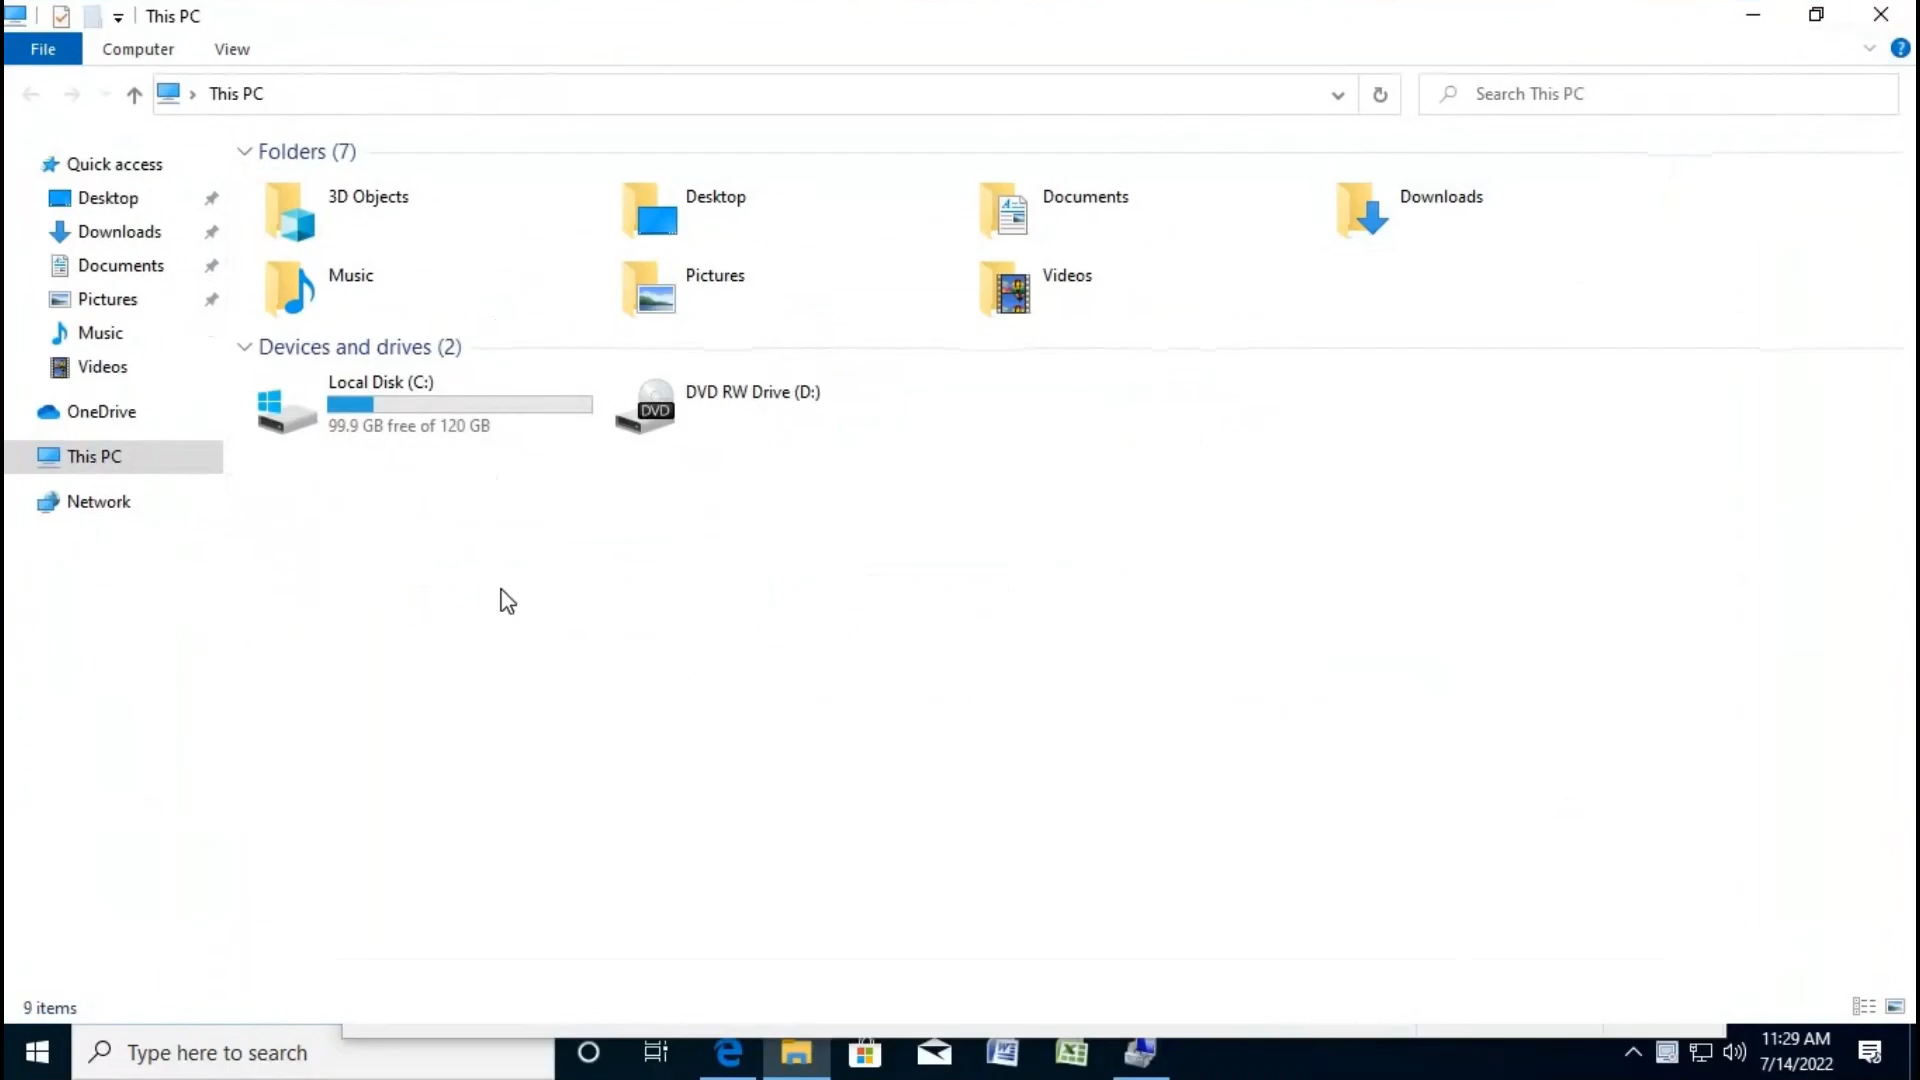 This PC
File Computer View
This PC
Search This PC
Quick access
Desktop
Downloads
Documents
Pictures
Music
Videos
OneDrive
This PC
Network
Folders (7)
3D Objects
Desktop
Documents
Downloads
Music
Pictures
Videos
Devices and drives (2)
Local Disk (C:)
99.9 GB free of 120 GB
DVD
DVD RW Drive (D:)
9 items
Type here to search
11:29 AM
7/14/2022